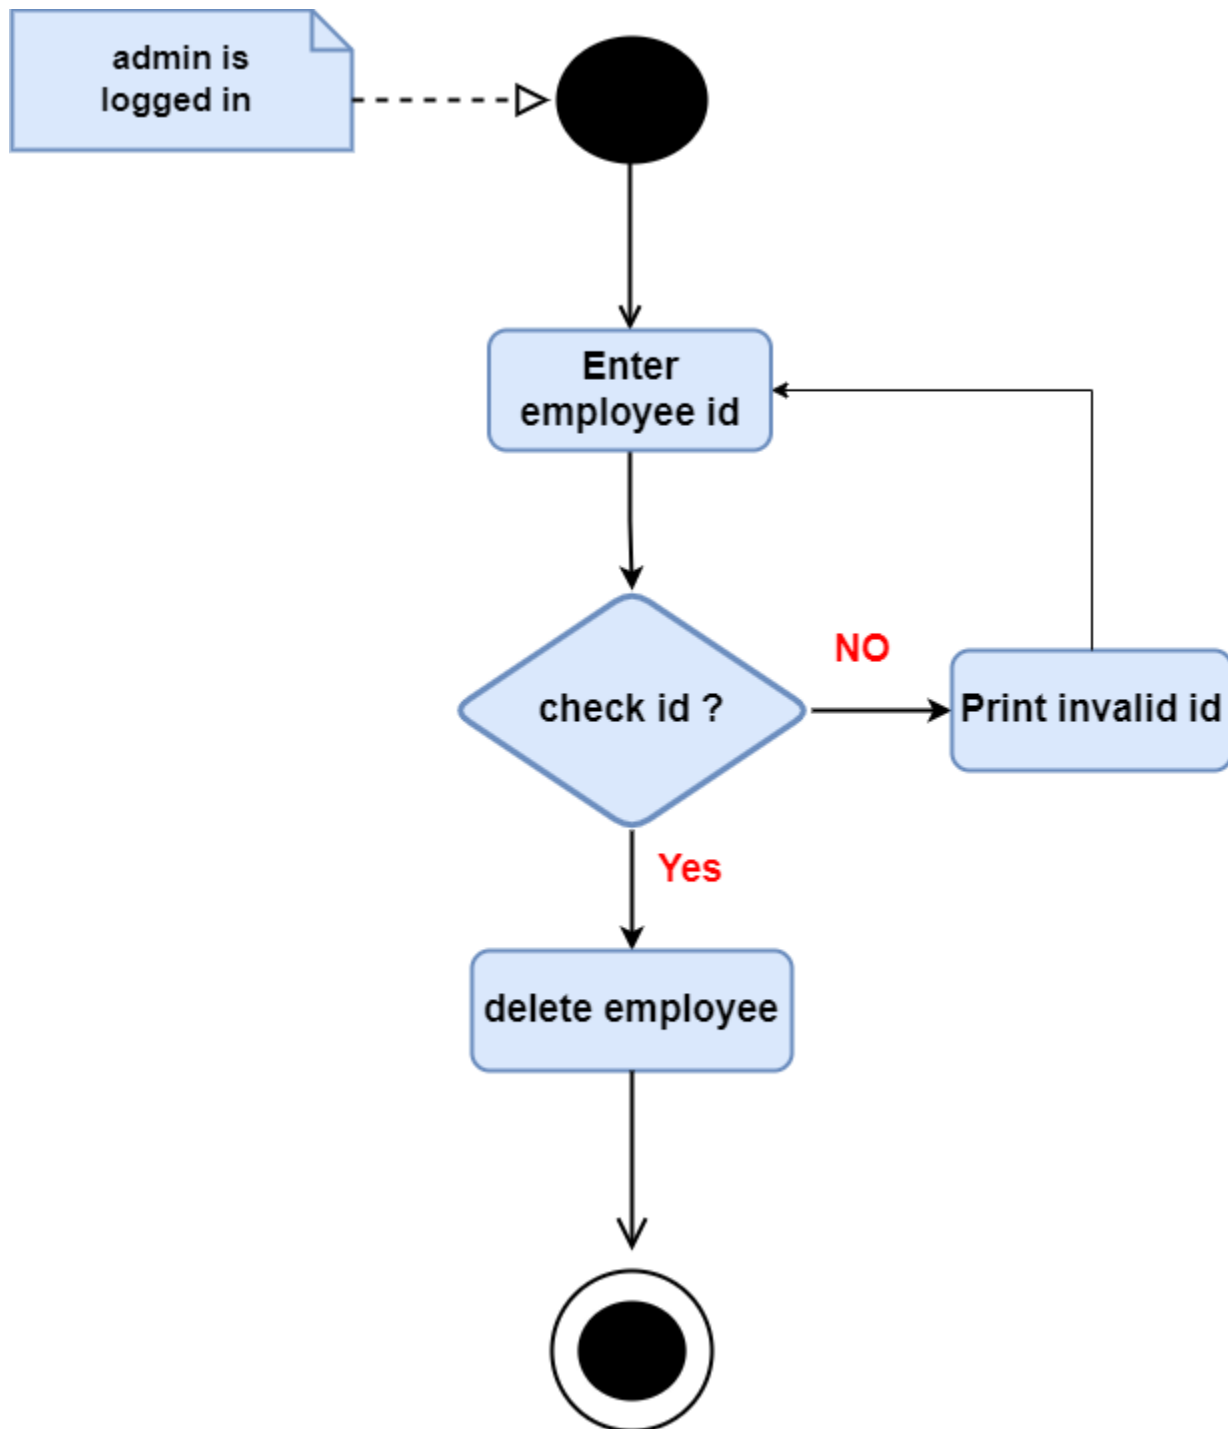 admin is
logged in
Enter
employee id
check id ?
NO
Print invalid id
Yes
delete employee